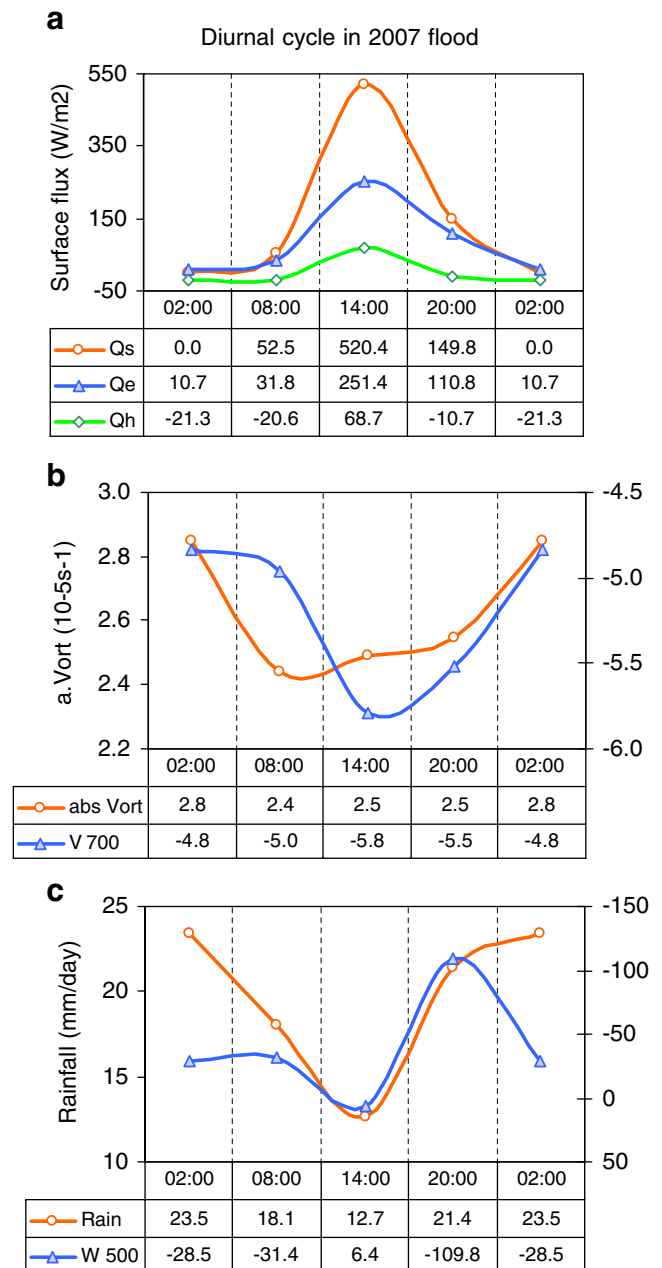 a
Diurnal cycle in 2007 flood
Surface flux (W/m2)
550
350
150
-50
02:00 08:00 14:00 20:00 02:00
Qs 0.0 52.5 520.4 149.8 0.0
Qe 10.7 31.8 251.4 110.8 10.7
Qh -21.3 -20.6 68.7 -10.7 -21.3
b
a.Vort (10-5s-1)
3.0 -4.5
2.8
-5.0
2.6
-5.5
2.4
2.2 -6.0
02:00 08:00 14:00 20:00 02:00
abs Vort 2.8 2.4 2.5 2.5 2.8
V 700 -4.8 -5.0 -5.8 -5.5 -4.8
c
Rainfall (mm/day)
25 -150
-100
20
-50
15
0
10 50
02:00 08:00 14:00 20:00 02:00
Rain 23.5 18.1 12.7 21.4 23.5
W 500 -28.5 -31.4 6.4 -109.8 -28.5